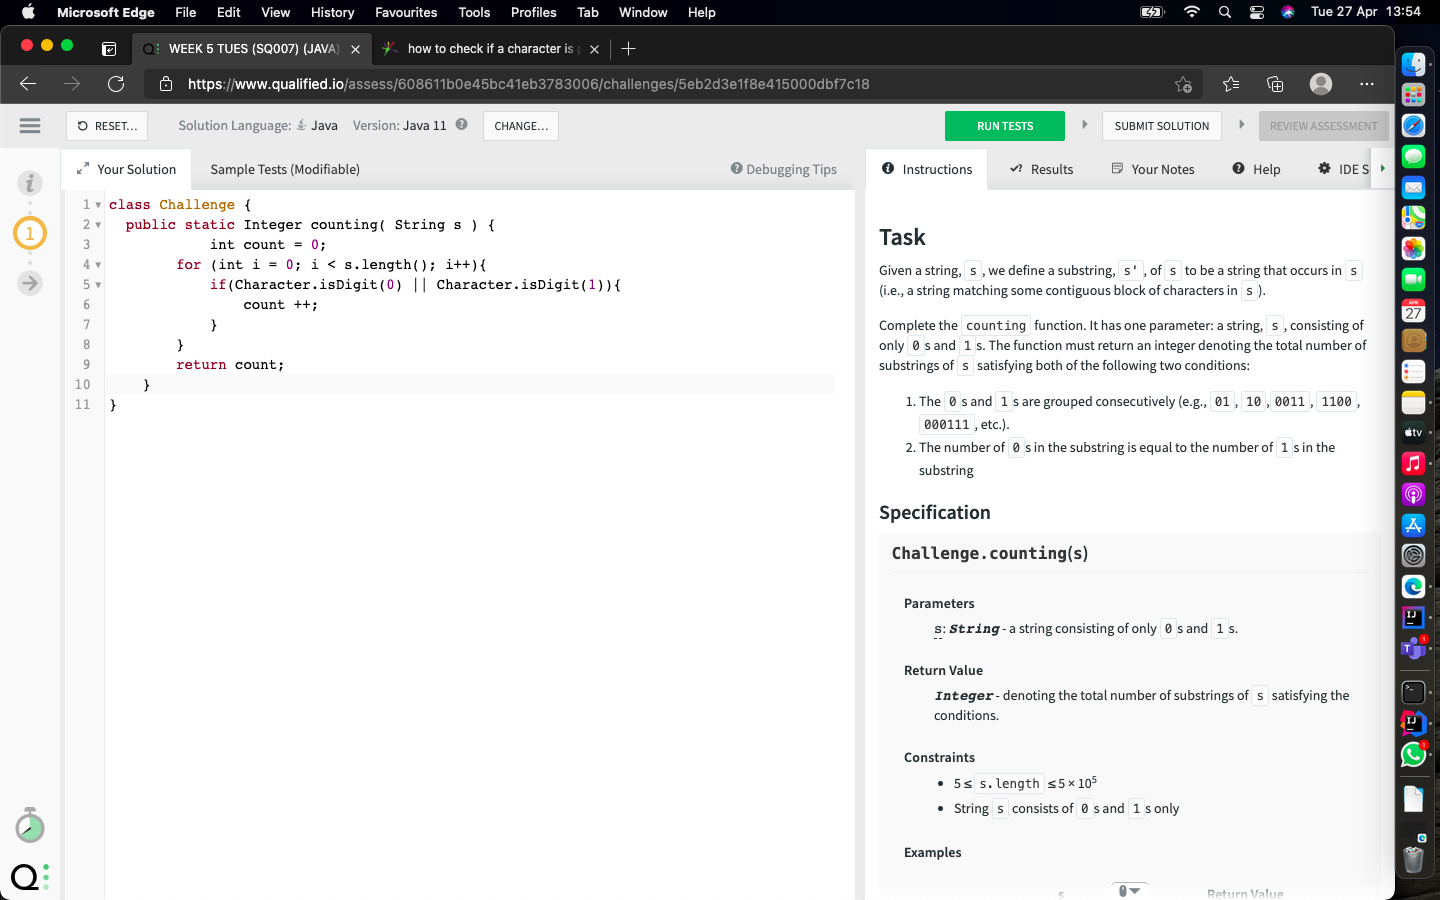 Microsoft Edge File Edit View History Favourites Tools Profiles Tab Window Help Tue 27 Apr 13:54
WEEK 5 TUES (SQ007) (JAVA) how to check if a character is
https://www.qualified.io/assess/608611b0e45bc41eb3783006/challenges/5eb2d3e1f8e415000dbf7c18
RESET... Solution Language: Java Version: Java 11 CHANGE... RUN TESTS SUBMIT SOLUTION REVIEW ASSESSMENT
Your Solution Sample Tests (Modifiable) Debugging Tips
Instructions Results Your Notes Help IDE S
1
1 class Challenge {
2 public static Integer counting( String s ) {
3 int count = 0;
4 for (int i = 0; i < s.length(); i++){
5 if(Character.isDigit(0) || Character.isDigit(1)){
6 count ++;
7 }
8 }
9 return count;
10 }
11 }
Task
Given a string, s , we define a substring, s' , of s to be a string that occurs in s
(i.e., a string matching some contiguous block of characters in s ).
Complete the counting function. It has one parameter: a string, s , consisting of
only 0 s and 1 s. The function must return an integer denoting the total number of
substrings of s satisfying both of the following two conditions:
1. The 0 s and 1 s are grouped consecutively (e.g., 01 , 10 , 0011 , 1100 ,
000111 , etc.).
2. The number of 0 s in the substring is equal to the number of 1 s in the
substring
Specification
Challenge.counting(s)
Parameters
s: String - a string consisting of only 0 s and 1 s.
Return Value
Integer - denoting the total number of substrings of s satisfying the
conditions.
Constraints
• 5 ≤ s.length ≤ 5 × 10⁵
• String s consists of 0 s and 1 s only
Examples
s Return Value
Q
APR
27
tv
IJ
T
1
IJ
1